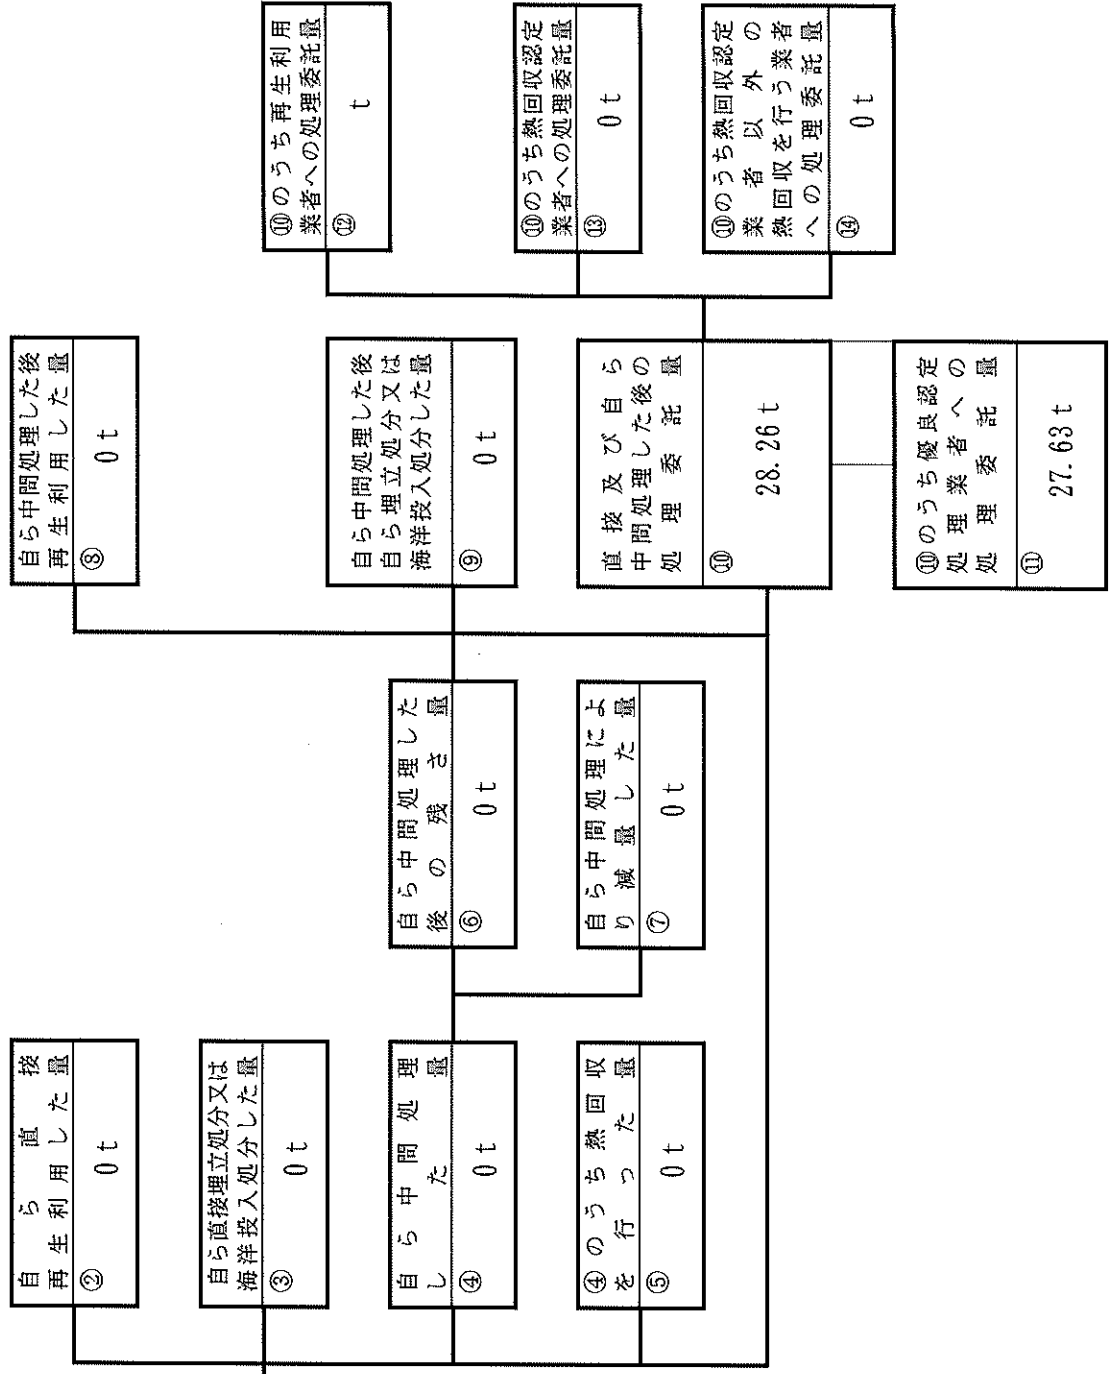 自ら直接
再生利用した量
②
0 t
自ら直接埋立処分又は
海洋投入処分した量
③
0 t
自ら中間処理
した量
④
0 t
④のうち熱回収
を行った量
⑤
0 t
自ら中間処理した
後の残さ量
⑥
0 t
自ら中間処理によ
り減量した量
⑦
0 t
自ら中間処理した後
再生利用した量
⑧
0 t
自ら中間処理した後
自ら埋立処分又は
海洋投入処分した量
⑨
0 t
直接及び自ら
中間処理した後の
処理委託量
⑩
28.26 t
⑩のうち優良認定
処理業者への
処理委託量
⑪
27.63 t
⑩のうち再生利用
業者への処理委託量
⑫
t
⑩のうち熱回収認定
業者への処理委託量
⑬
0 t
⑩のうち熱回収認定
業者以外の
熱回収を行う業者
への処理委託量
⑭
0 t